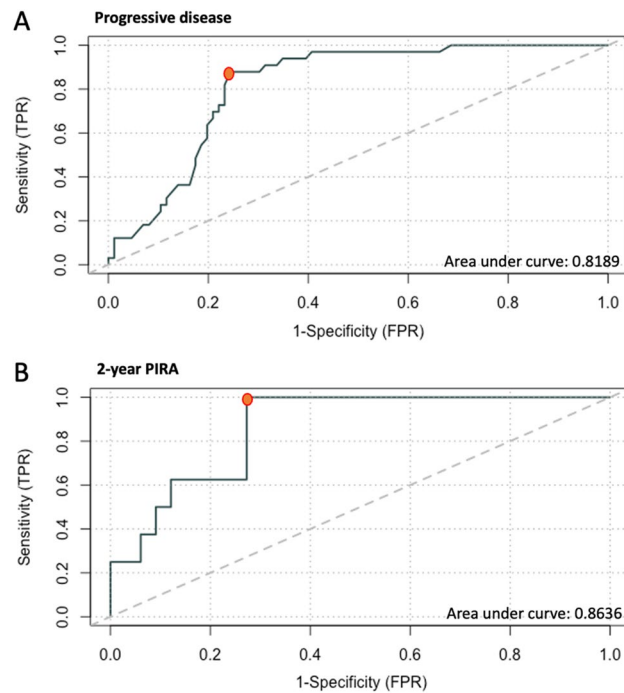 A
Progressive disease
Sensitivity (TPR)
1.0
0.8
0.6
0.4
0.2
0.0
Area under curve: 0.8189
0.0 0.2 0.4 0.6 0.8 1.0
1-Specificity (FPR)
B
2-year PIRA
Sensitivity (TPR)
1.0
0.8
0.6
0.4
0.2
0.0
Area under curve: 0.8636
0.0 0.2 0.4 0.6 0.8 1.0
1-Specificity (FPR)